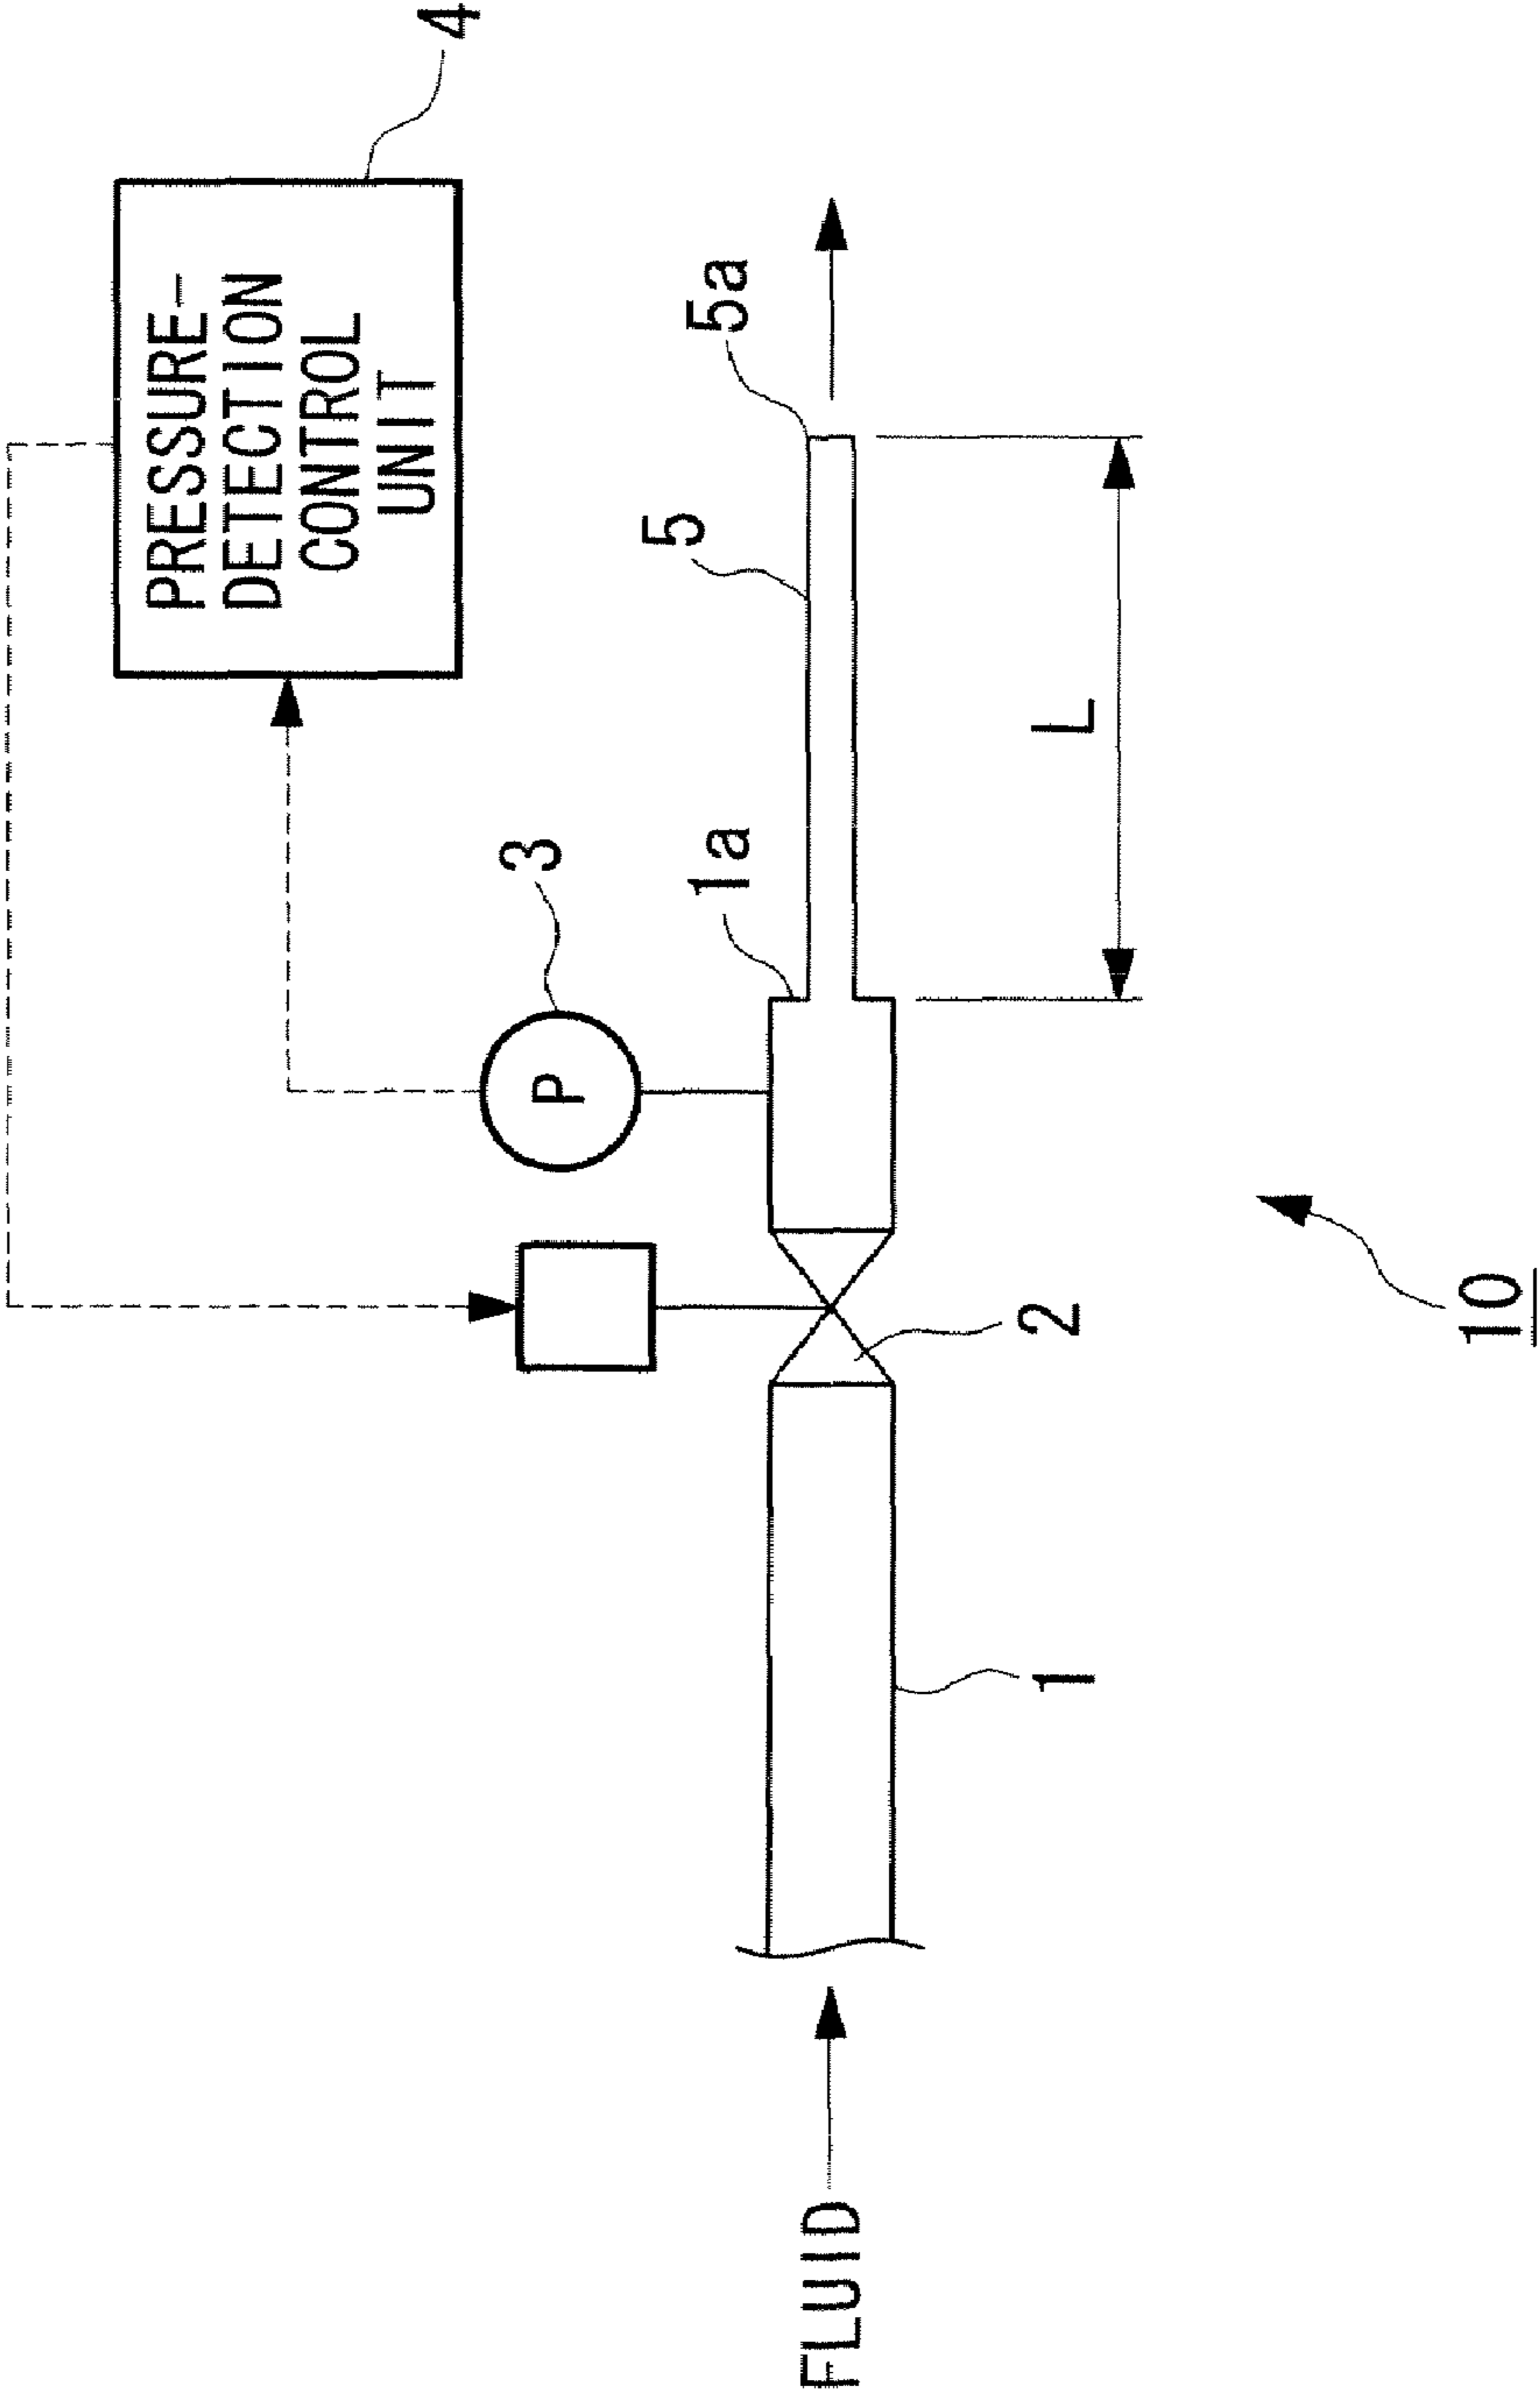 4
PRESSURE-
DETECTION
CONTROL
UNIT
5a
5
3
1a
P
L
2
1
FLUID
10